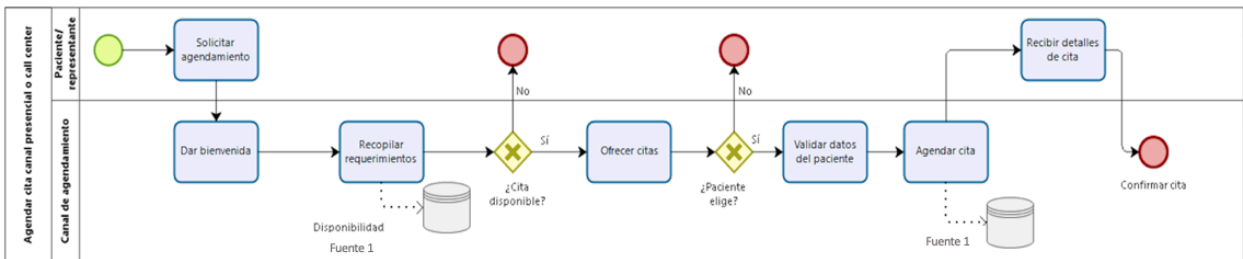 Agendar cita canal presencial o call center
Paciente/
representante
Solicitar
agendamiento
No
No
Recibir detalles
de cita
Canal de agendamiento
Dar bienvenida
Recopilar
requerimientos
Sí
¿Cita
disponible?
Ofrecer citas
Sí
¿Paciente
elige?
Validar datos
del paciente
Agendar cita
Confirmar cita
Disponibilidad
Fuente 1
Fuente 1